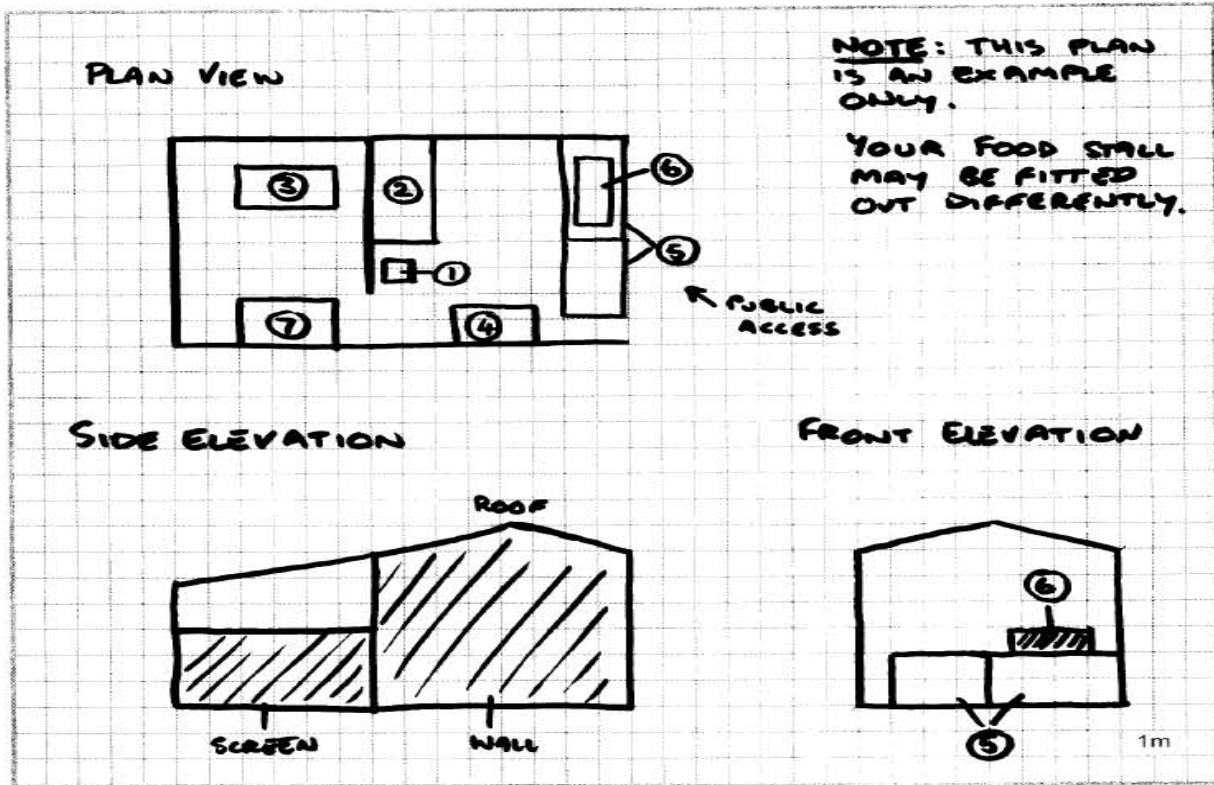 PLAN VIEW
NOTE: THIS PLAN
IS AN EXAMPLE
ONLY.
YOUR FOOD STALL
MAY BE FITTED
OUT DIFFERENTLY.
3
2
6
1
5
7
4
PUBLIC
ACCESS
SIDE ELEVATION
FRONT ELEVATION
ROOF
6
SCREEN
WALL
5
1m